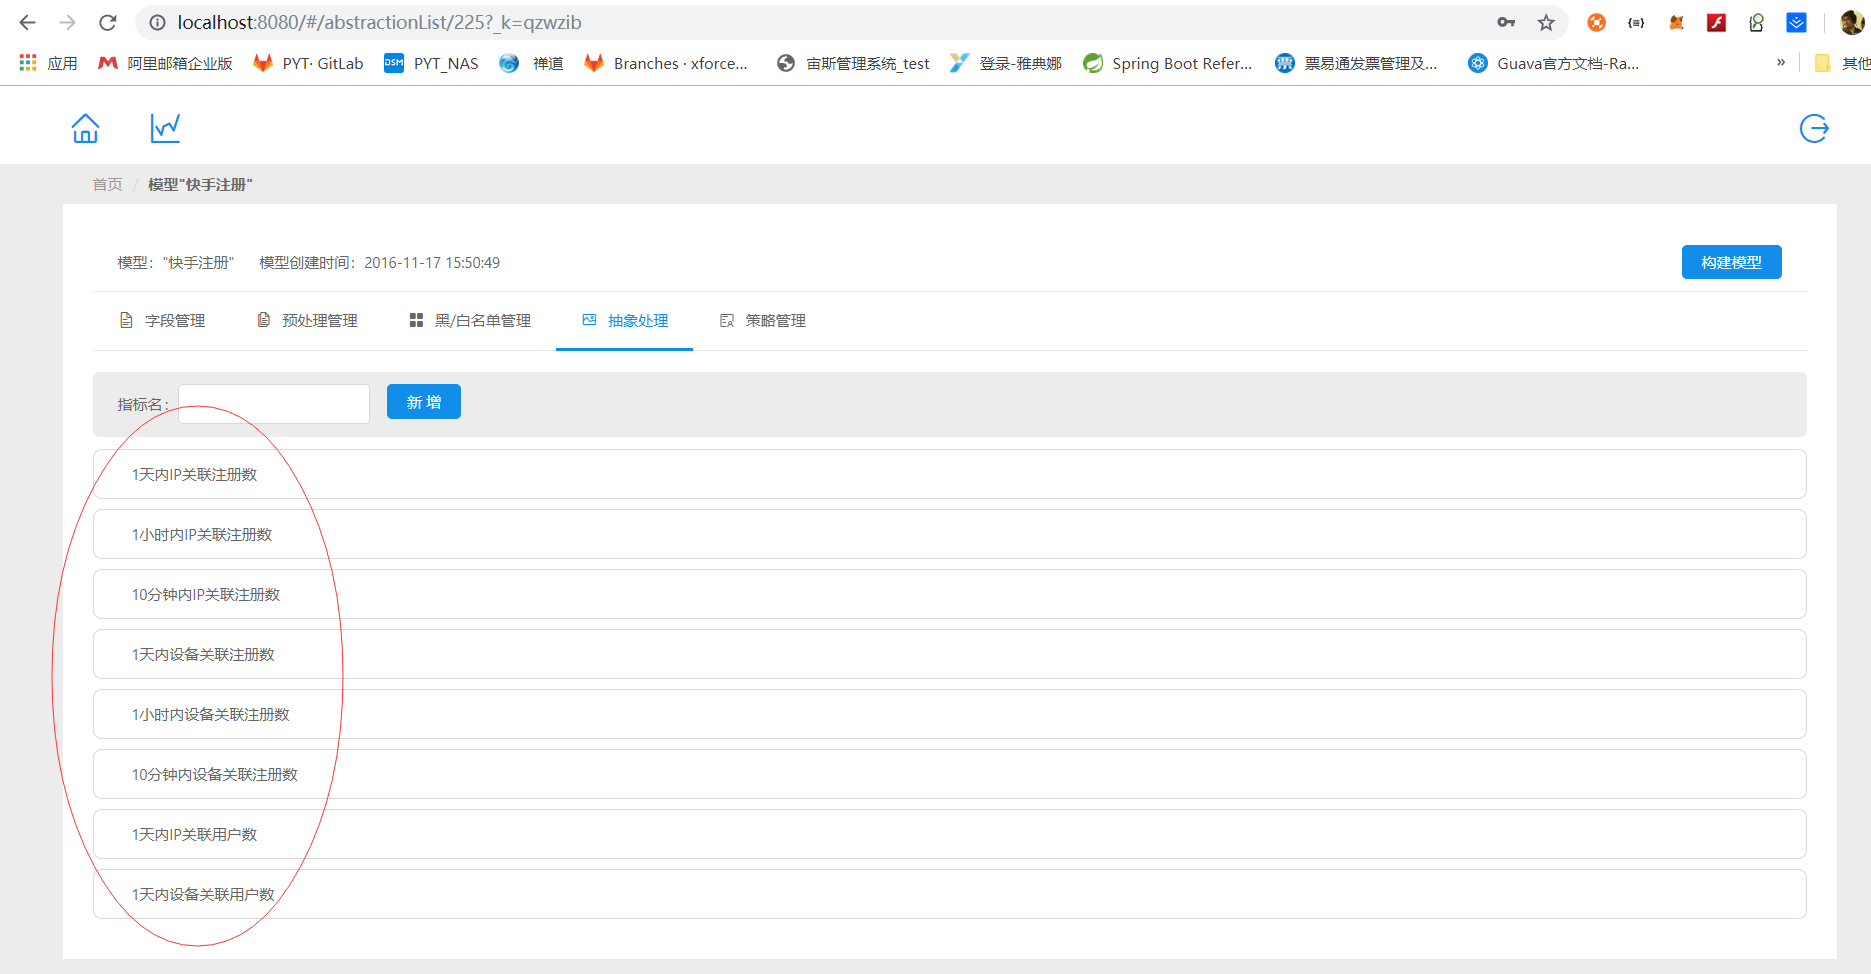 localhost:8080/#/abstractionList/225?_k=qzwzib
应用 阿里邮箱企业版 PYT· GitLab DSM PYT_NAS 禅道 Branches · xforce... 宙斯管理系统_test 登录-雅典娜 Spring Boot Refer... 票易通发票管理及... Guava官方文档-Ra... » 其他
首页 / 模型"快手注册"
模型："快手注册" 模型创建时间：2016-11-17 15:50:49 构建模型
字段管理 预处理管理 黑/白名单管理 抽象处理 策略管理
指标名： 新 增
1天内IP关联注册数
1小时内IP关联注册数
10分钟内IP关联注册数
1天内设备关联注册数
1小时内设备关联注册数
10分钟内设备关联注册数
1天内IP关联用户数
1天内设备关联用户数